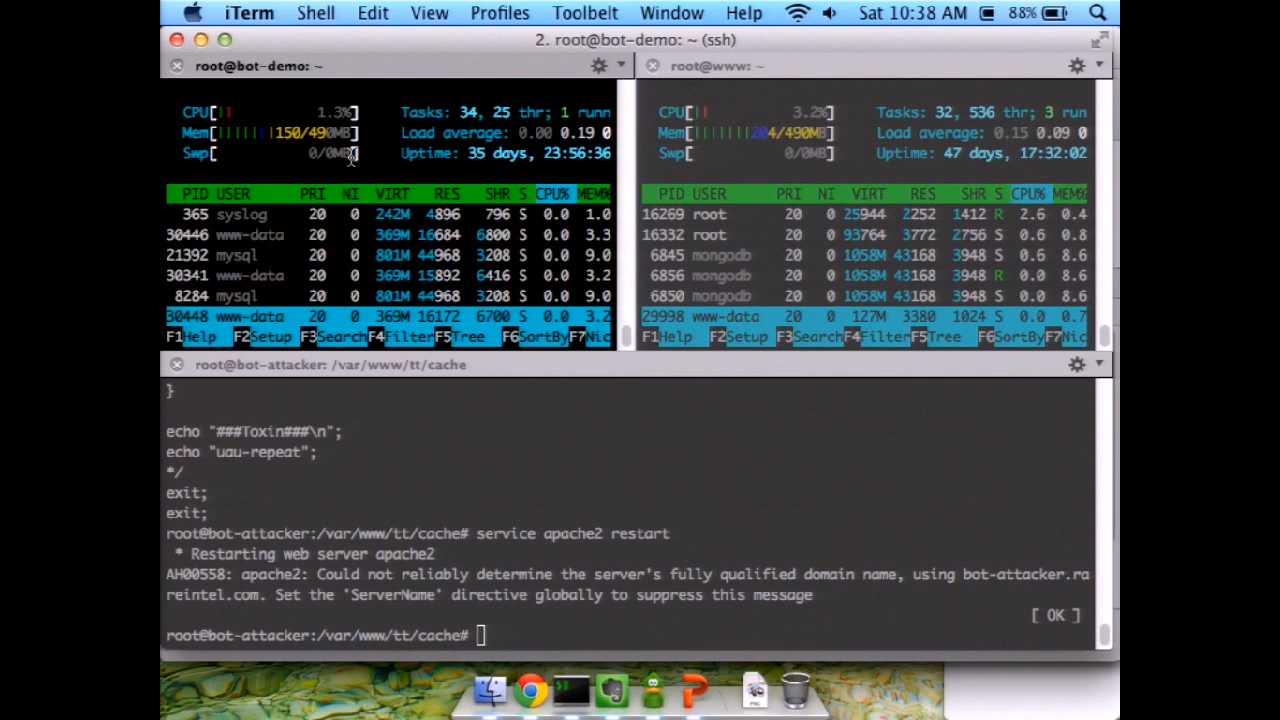 iTerm Shell Edit View Profiles Toolbelt Window Help Sat 10:38 AM 88%
2. root@bot-demo: ~ (ssh)
root@bot-demo: ~
CPU[|| 1.3%] Tasks: 34, 25 thr; 1 runn
Mem[||||||||150/490MB] Load average: 0.00 0.19 0
Swp[ 0/0MB] Uptime: 35 days, 23:56:36
PID USER PRI NI VIRT RES SHR S CPU% MEM%
365 syslog 20 0 242M 4896 796 S 0.0 1.0
30446 www-data 20 0 369M 16684 6800 S 0.0 3.3
21392 mysql 20 0 801M 44968 3208 S 0.0 9.0
30341 www-data 20 0 369M 15892 6416 S 0.0 3.2
8284 mysql 20 0 801M 44968 3208 S 0.0 9.0
30448 www-data 20 0 369M 16172 6700 S 0.0 3.2
F1Help F2Setup F3SearchF4FilterF5Tree F6SortByF7Nic
root@www: ~
CPU[|| 3.2%] Tasks: 32, 536 thr; 3 runn
Mem[||||||||204/490MB] Load average: 0.15 0.09 0
Swp[ 0/0MB] Uptime: 47 days, 17:32:02
PID USER PRI NI VIRT RES SHR S CPU% MEM%
16269 root 20 0 25944 2252 1412 R 2.6 0.4
16332 root 20 0 93764 3772 2756 S 0.6 0.8
6845 mongodb 20 0 1058M 43168 3948 S 0.6 8.6
6856 mongodb 20 0 1058M 43168 3948 R 0.0 8.6
6850 mongodb 20 0 1058M 43168 3948 S 0.6 8.6
29998 www-data 20 0 127M 3380 1024 S 0.0 0.7
F1Help F2Setup F3SearchF4FilterF5Tree F6SortByF7Nic
root@bot-attacker: /var/www/tt/cache
}
echo "###Toxin###\n";
echo "uau-repeat";
*/
exit;
exit;
root@bot-attacker:/var/www/tt/cache# service apache2 restart
* Restarting web server apache2
AH00558: apache2: Could not reliably determine the server's fully qualified domain name, using bot-attacker.ra
reintel.com. Set the 'ServerName' directive globally to suppress this message
[ OK ]
root@bot-attacker:/var/www/tt/cache#